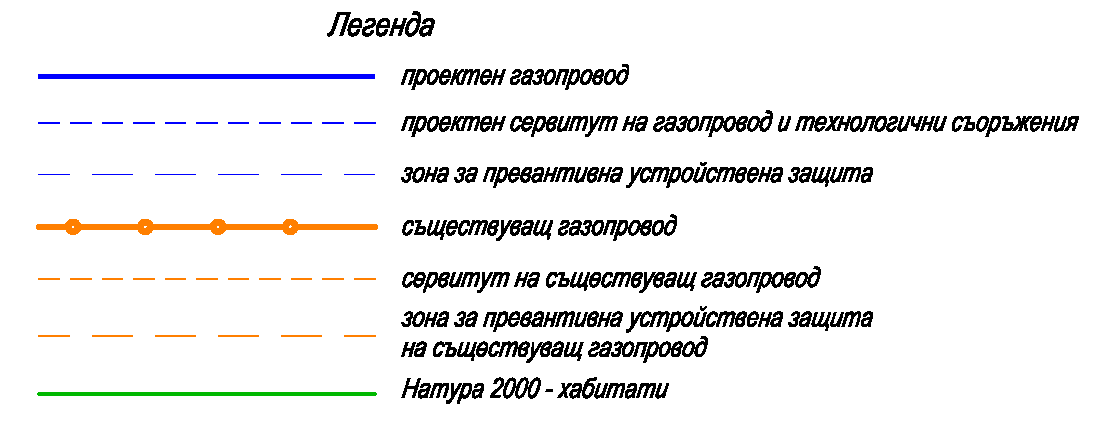 Легенда
проектен газопровод
проектен сервитут на газопровод и технологични съоръжения
зона за превантивна устройствена защита
съществуващ газопровод
сервитут на съществуващ газопровод
зона за превантивна устройствена защита
на съществуващ газопровод
Натура 2000 - хабитати